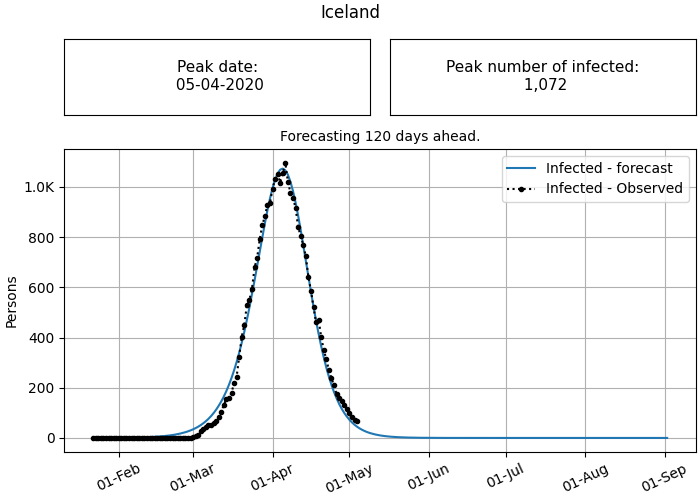 Iceland
Peak date:
05-04-2020
Peak number of infected:
1,072
Forecasting 120 days ahead.
Infected - forecast
Infected - Observed
1.0K
800
600
400
200
0
Persons
01-Feb
01-Mar
01-Apr
01-May
01-Jun
01-Jul
01-Aug
01-Sep